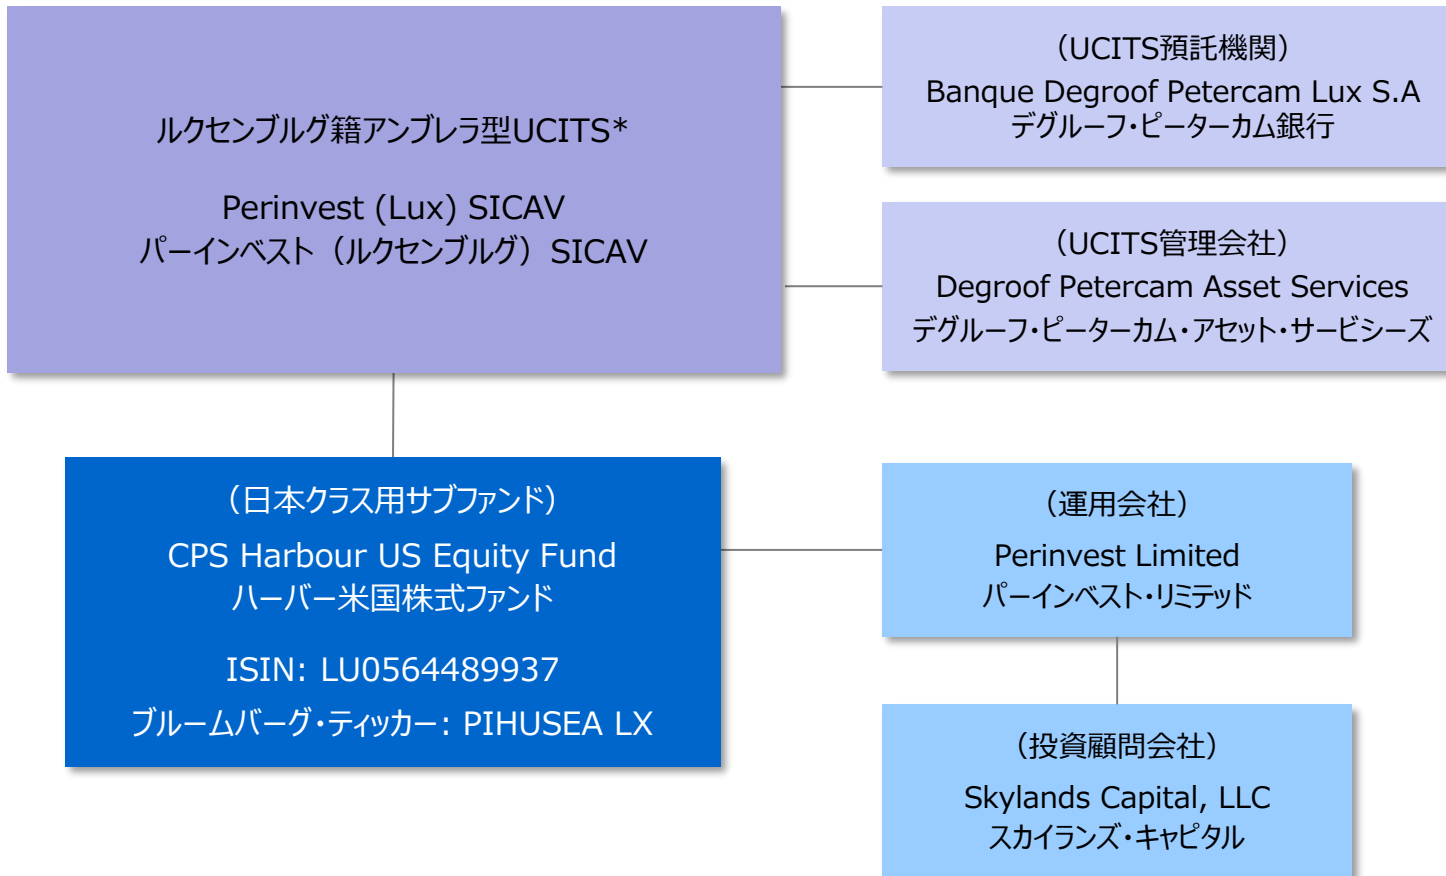 ルクセンブルグ籍アンブレラ型UCITS*
Perinvest (Lux) SICAV
パーインベスト（ルクセンブルグ）SICAV
（UCITS預託機関）
Banque Degroof Petercam Lux S.A
デグルーフ・ピーターカム銀行
（UCITS管理会社）
Degroof Petercam Asset Services
デグルーフ・ピーターカム・アセット・サービシーズ
（日本クラス用サブファンド）
CPS Harbour US Equity Fund
ハーバー米国株式ファンド
ISIN: LU0564489937
ブルームバーグ・ティッカー: PIHUSEA LX
（運用会社）
Perinvest Limited
パーインベスト・リミテッド
（投資顧問会社）
Skylands Capital, LLC
スカイランズ・キャピタル